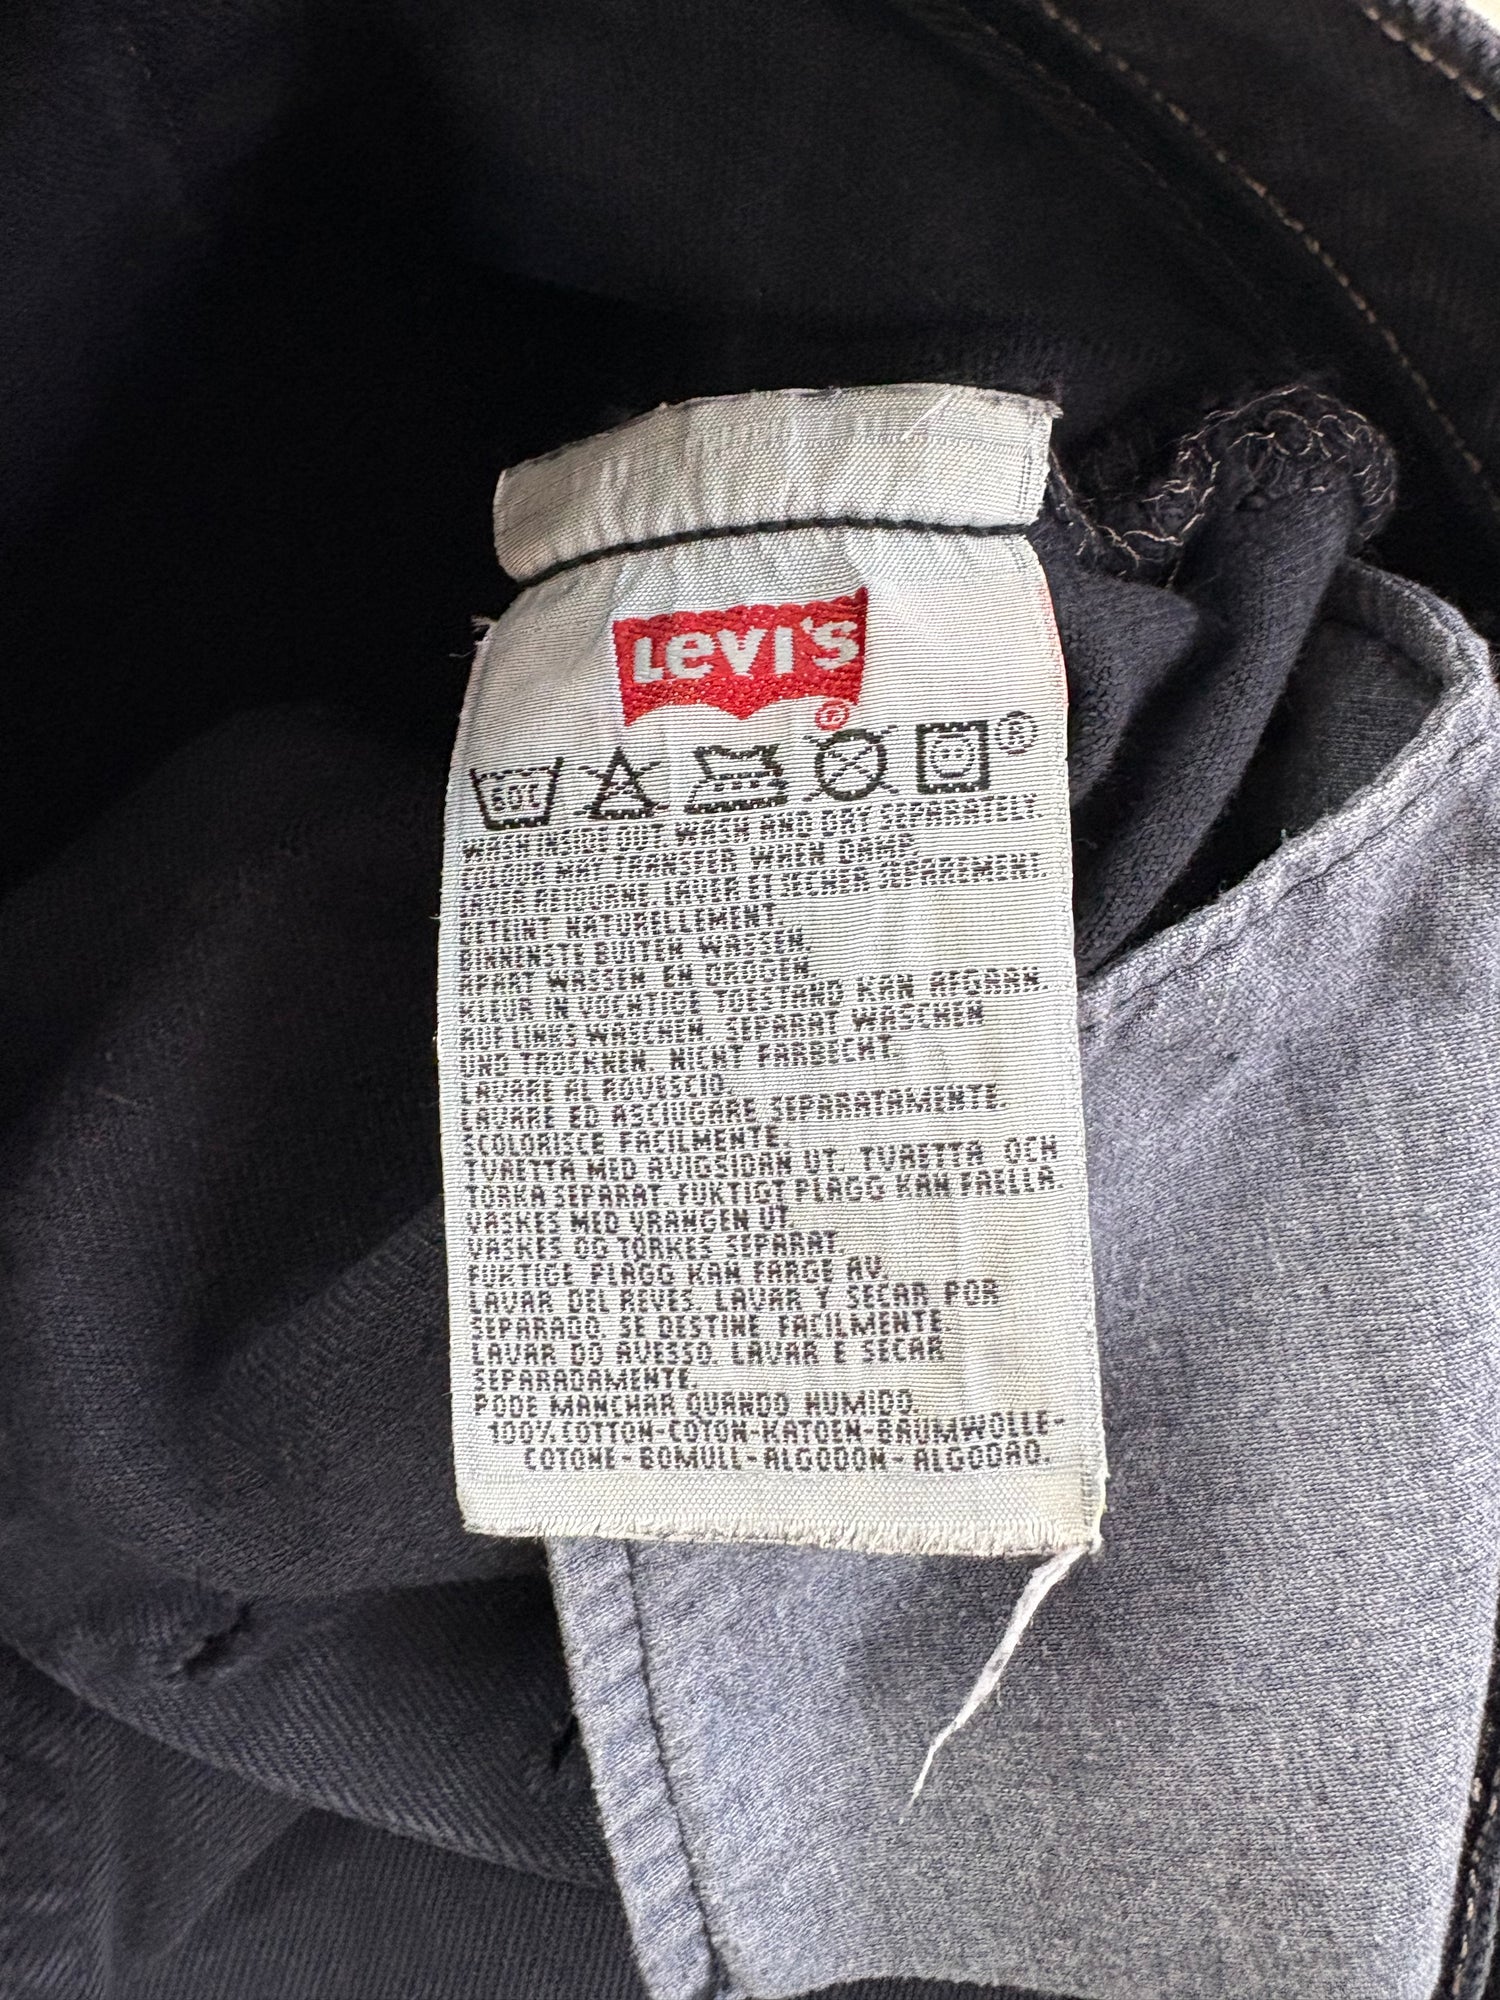 Levi's ®
60°C ®
WASH INSIDE OUT WASH AND DRY SEPARATELY.
COLOUR MAY TRANSFER WHEN DAMP.
LAVER RETOURNE. LAVER ET SECHER SEPAREMENT.
DETEINT NATURELLEMENT.
BINNENSTE BUITEN WASSEN.
APART WASSEN EN DROGEN.
KLEUR IN VOCHTIGE TOESTAND KAN AFGAAN.
AUF LINKS WASCHEN. SEPARAT WASCHEN
UND TROCKNEN. NICHT FARBECHT.
LAVARE AL ROVESCIO.
LAVARE ED ASCIUGARE SEPARATAMENTE.
SCOLORISCE FACILMENTE.
TVAETTA MED AVIGSIDAN UT. TVAETTA OCH
TORKA SEPARAT. FUKTIGT PLAGG KAN FAELLA.
VASKES MED VRANGEN UT.
VASKES OG TORKES SEPARAT.
FUKTIGE PLAGG KAN FARGE AV.
LAVAR DEL REVES. LAVAR Y SECAR POR
SEPARADO. SE DESTINE FACILMENTE
LAVAR DO AVESSO. LAVAR E SECAR
SEPARADAMENTE.
PODE MANCHAR QUANDO HUMIDO.
100% COTTON-COTON-KATOEN-BAUMWOLLE-
COTONE-BOMULL-ALGODON-ALGODAO.